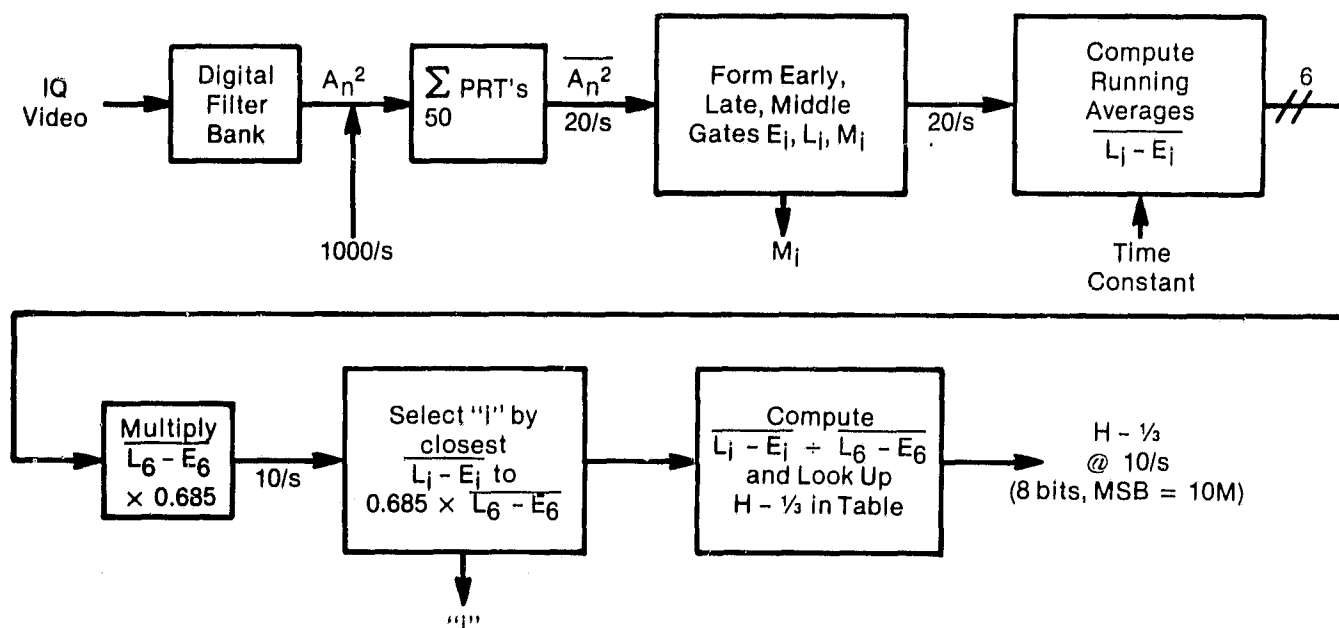 IQ
Video
Digital
Filter
Bank
Aₙ²
1000/s
∑ PRT's
50
Aₙ²
20/s
Form Early,
Late, Middle
Gates Eᵢ, Lᵢ, Mᵢ
Mᵢ
20/s
Compute
Running
Averages
Lᵢ - Eᵢ
Time
Constant
6
Multiply
L₆ - E₆
× 0.685
10/s
Select "i" by
closest
Lᵢ - Eᵢ to
0.685 × L₆ - E₆
"i"
Compute
Lᵢ - Eᵢ ÷ L₆ - E₆
and Look Up
H - ⅓ in Table
H - ⅓
@ 10/s
(8 bits, MSB = 10M)